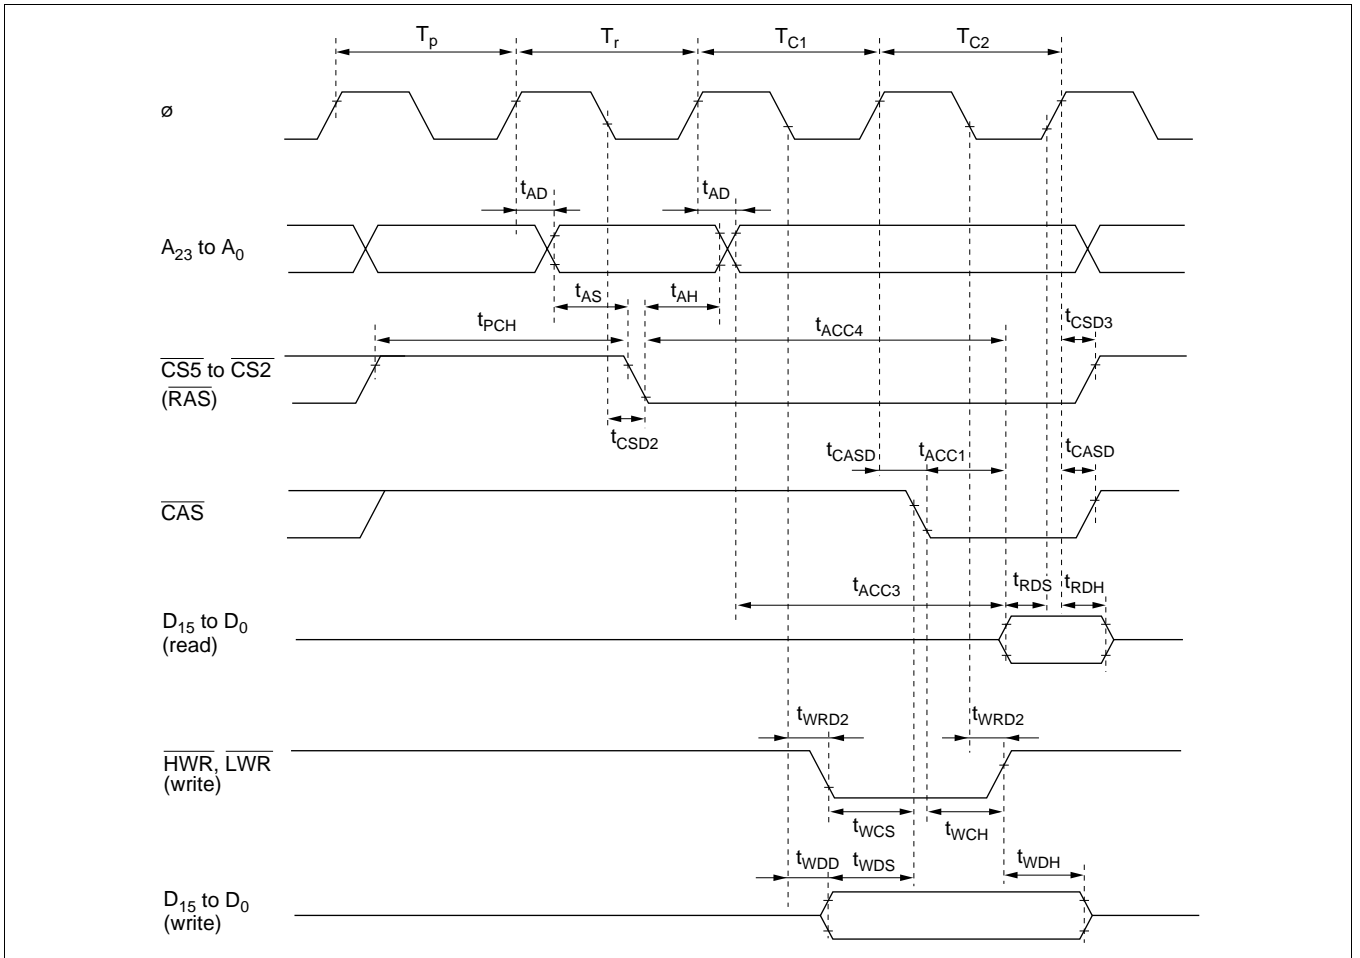 Tp Tr TC1 TC2
ø
tAD tAD
A23 to A0
tAS tAH
tPCH tACC4 tCSD3
CS5 to CS2
(RAS)
tCSD2
tCASD tACC1 tCASD
CAS
tACC3 tRDS tRDH
D15 to D0
(read)
tWRD2 tWRD2
HWR, LWR
(write)
tWCS tWCH
tWDD tWDS tWDH
D15 to D0
(write)